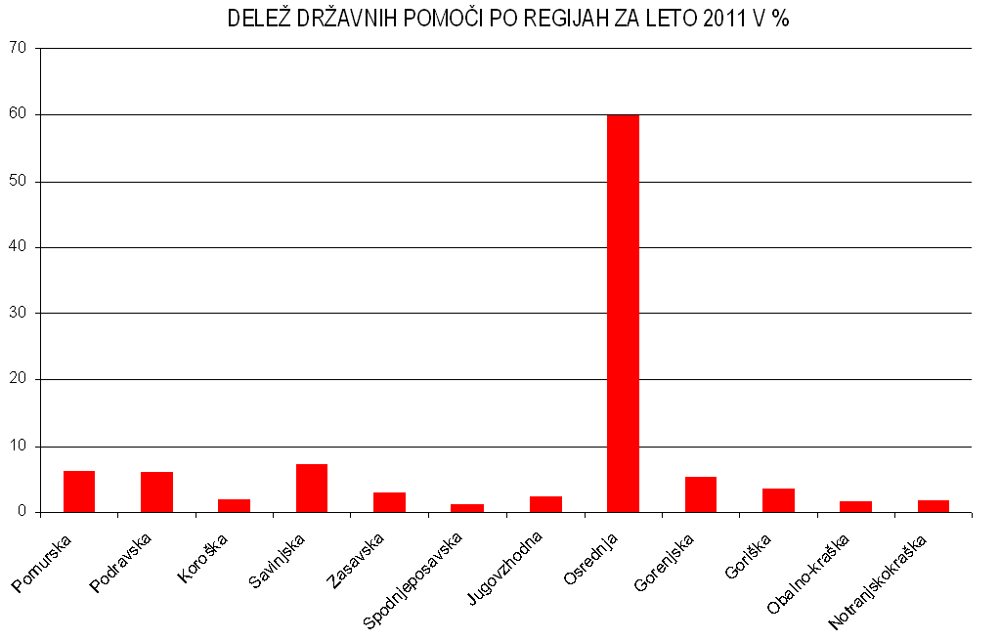 DELEŽ DRŽAVNIH POMOČI PO REGIJAH ZA LETO 2011 V %
70
60
50
40
30
20
10
0
Pomurska
Podravska
Koroška
Savinjska
Zasavska
Spodnjeposavska
Jugovzhodna
Osrednja
Gorenjska
Goriška
Obalno-kraška
Notranjskokraška